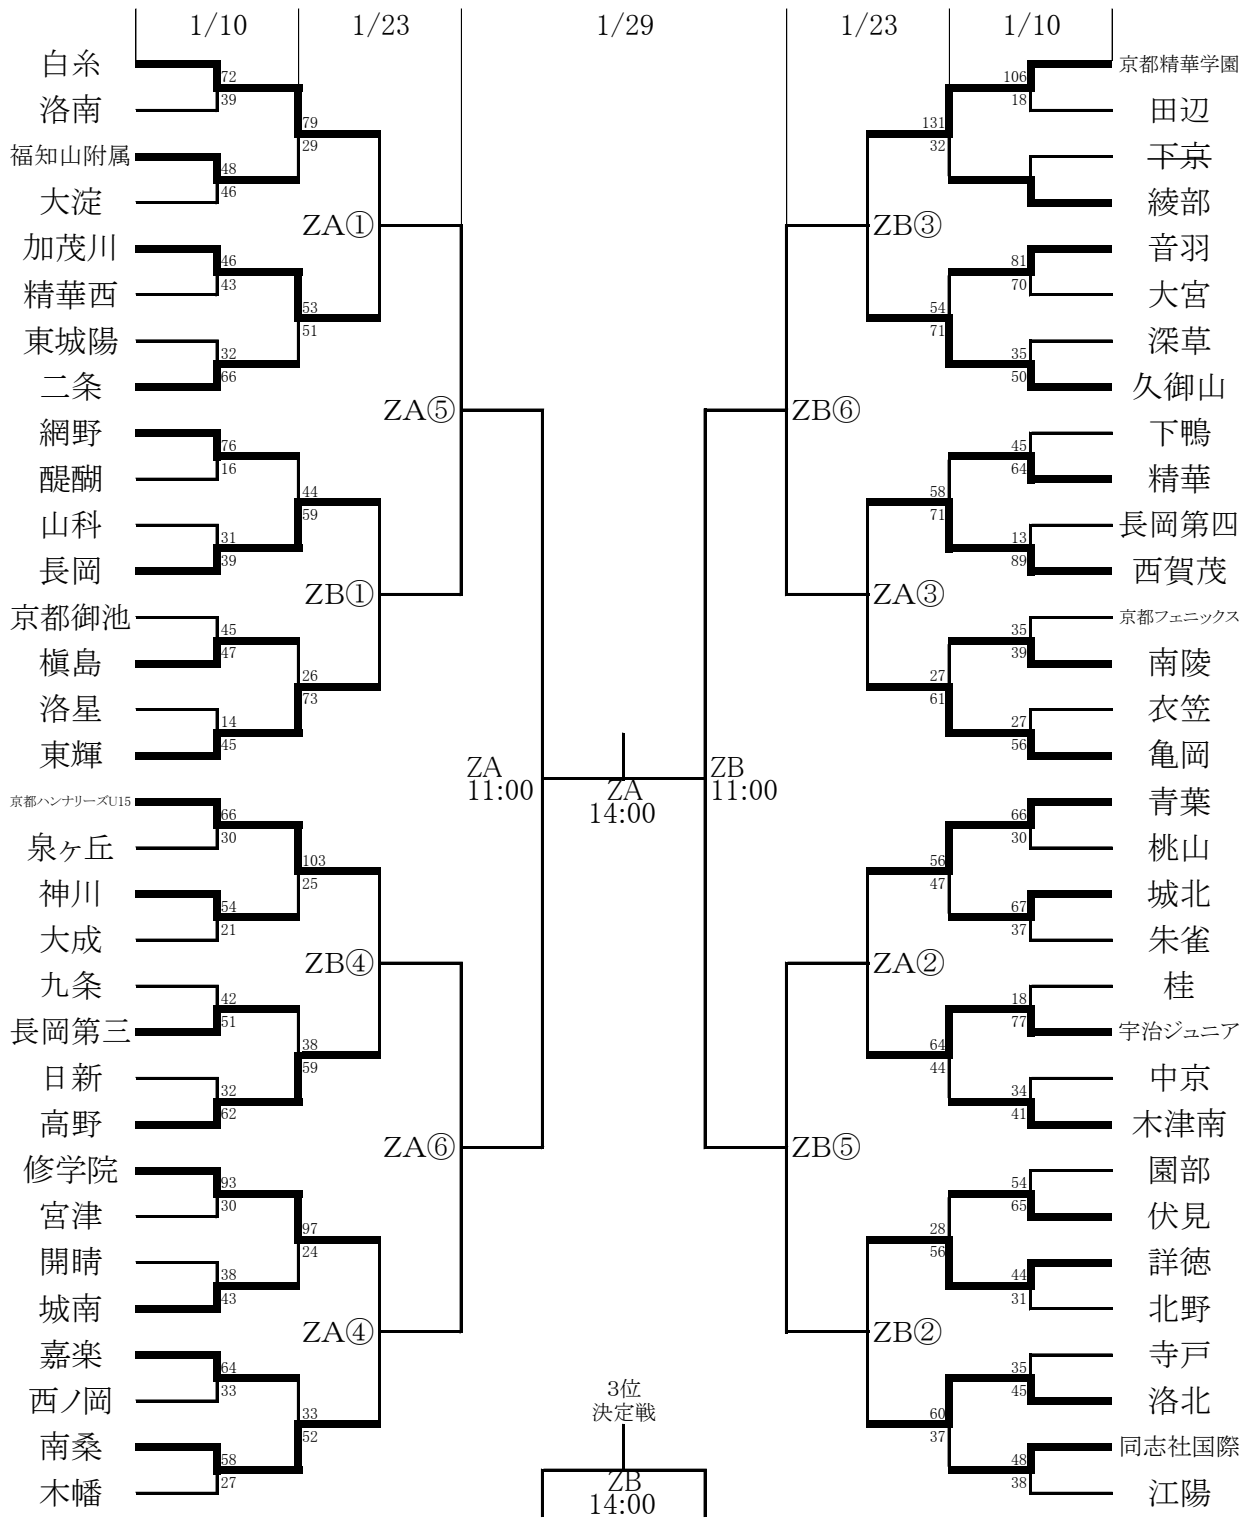 1/10
1/23
1/29
1/23
1/10
白糸
72
39
洛南
79
29
福知山附属
48
46
大淀
ZA①
加茂川
46
43
精華西
53
51
東城陽
32
66
二条
ZA⑤
網野
76
16
醍醐
44
59
山科
31
39
長岡
ZB①
京都御池
45
47
槇島
26
73
洛星
14
45
東輝
京都ハンナリーズU15
66
30
泉ヶ丘
103
25
神川
54
21
大成
ZB④
九条
42
51
長岡第三
38
59
日新
32
62
高野
ZA⑥
修学院
93
30
宮津
97
24
開晴
38
43
城南
ZA④
嘉楽
64
33
西ノ岡
33
52
南桑
58
27
木幡
ZA
11:00
ZA
14:00
ZB
11:00
3位
決定戦
ZB
14:00
京都精華学園
106
18
田辺
131
32
下京
綾部
ZB③
音羽
81
70
大宮
54
71
深草
35
50
久御山
ZB⑥
下鴨
45
64
精華
58
71
長岡第四
13
89
西賀茂
ZA③
京都フェニックス
35
39
南陵
27
61
衣笠
27
56
亀岡
青葉
66
30
桃山
56
47
城北
67
37
朱雀
ZA②
桂
18
77
宇治ジュニア
64
44
中京
34
41
木津南
ZB⑤
園部
54
65
伏見
28
56
詳徳
44
31
北野
ZB②
寺戸
35
45
洛北
60
37
同志社国際
48
38
江陽